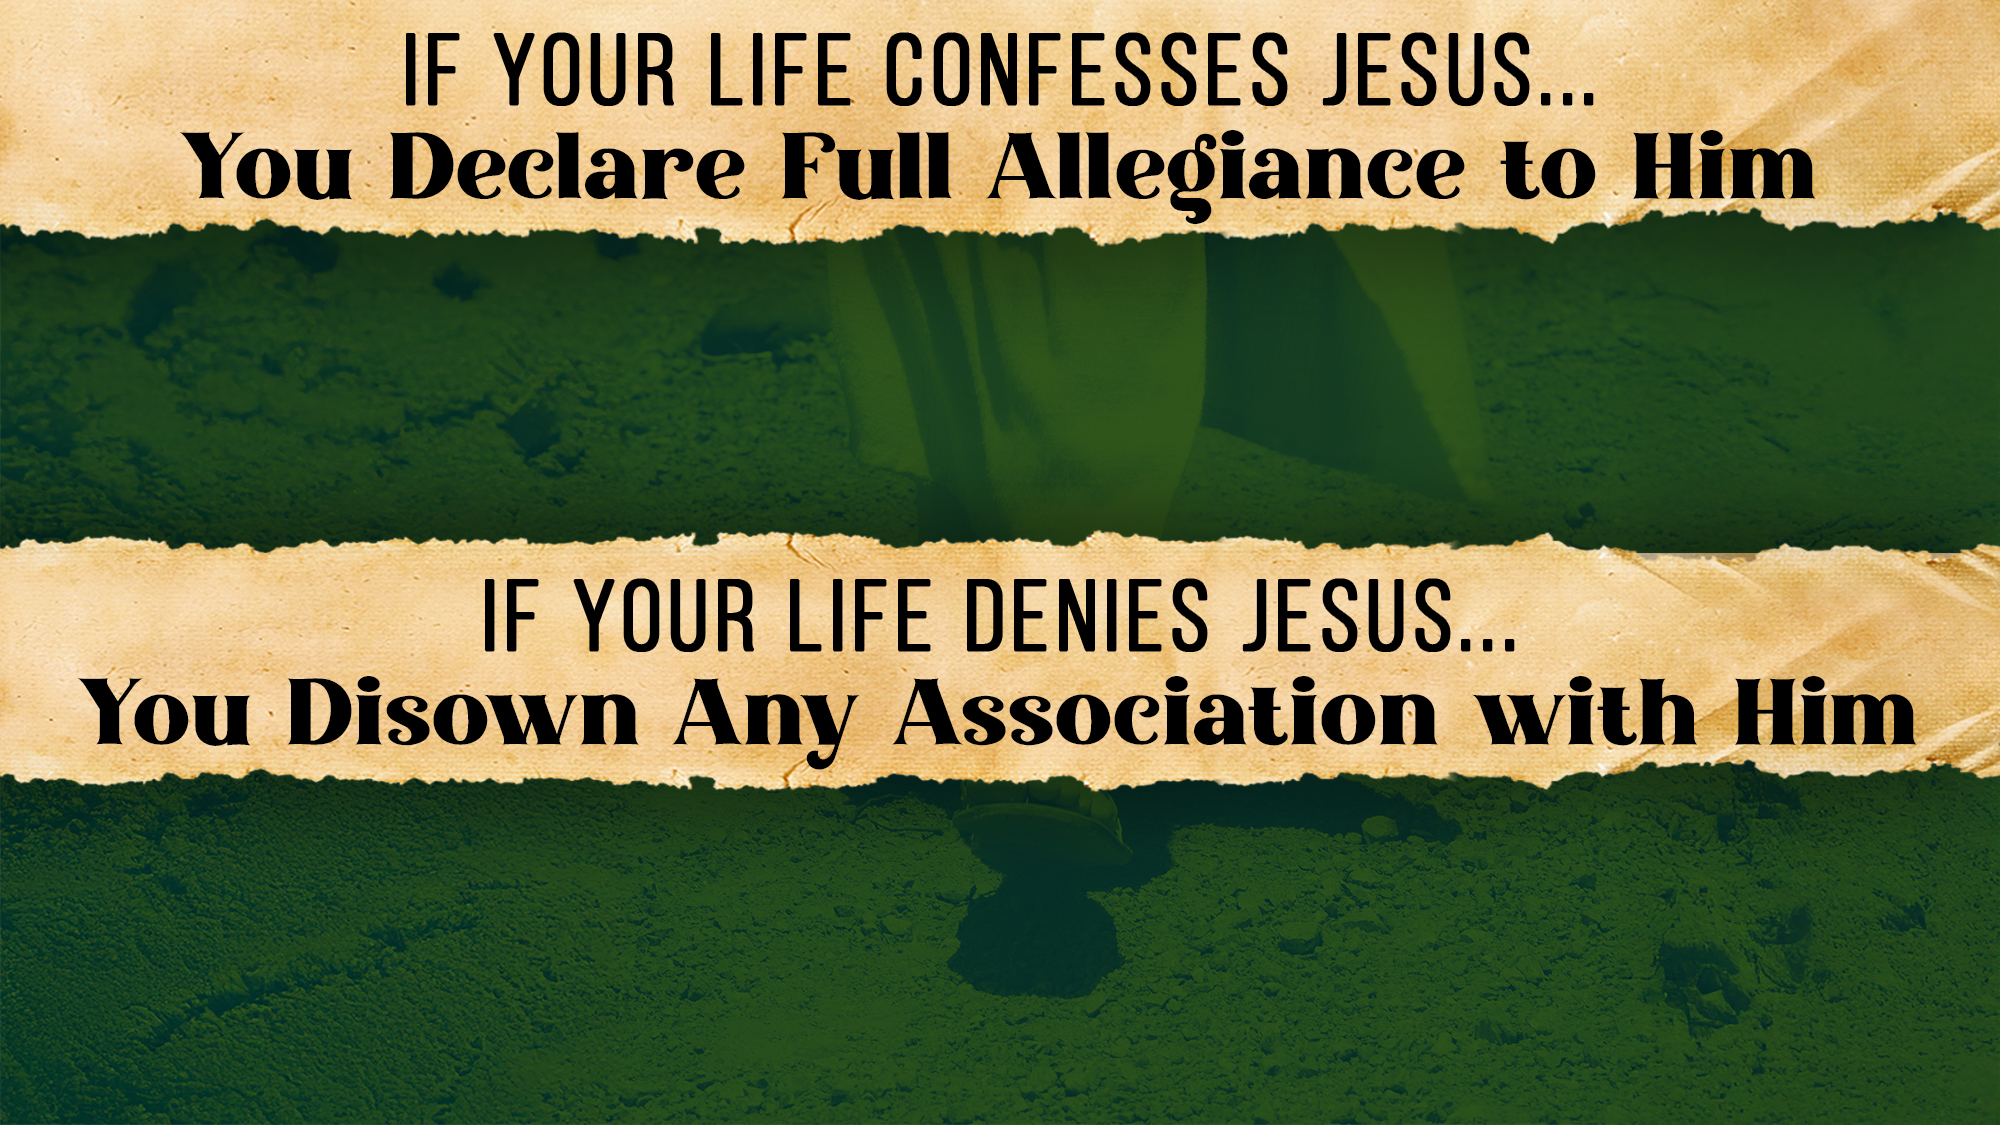 IF YOUR LIFE CONFESSES JESUS...
You Declare Full Allegiance to Him
IF YOUR LIFE DENIES JESUS...
You Disown Any Association with Him